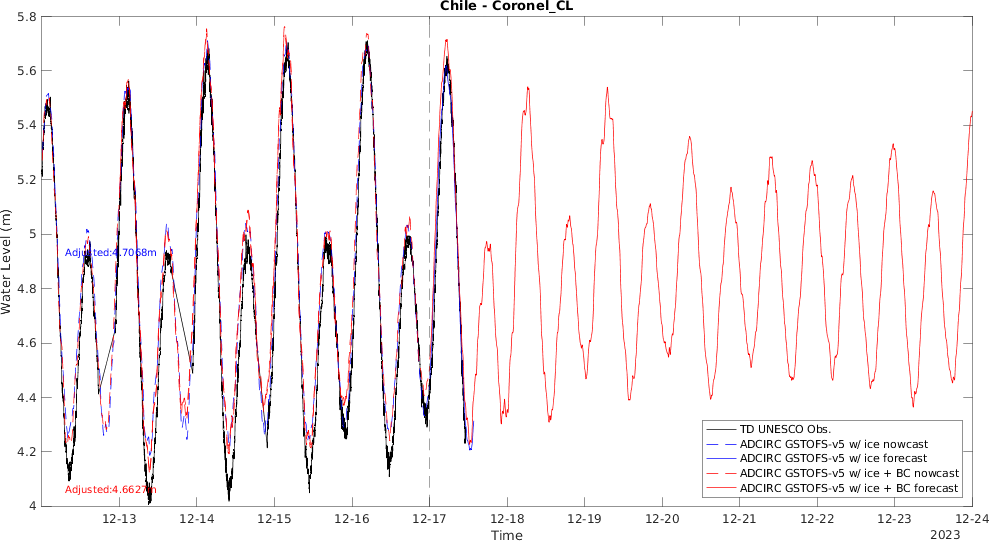 Chile - Coronel_CL
Water Level (m)
5.8
5.6
5.4
5.2
5
4.8
4.6
4.4
4.2
4
Adjusted:4.7068m
Adjusted:4.6627m
TD UNESCO Obs.
ADCIRC GSTOFS-v5 w/ ice nowcast
ADCIRC GSTOFS-v5 w/ ice forecast
ADCIRC GSTOFS-v5 w/ ice + BC nowcast
ADCIRC GSTOFS-v5 w/ ice + BC forecast
12-13 12-14 12-15 12-16 12-17 12-18 12-19 12-20 12-21 12-22 12-23 12-24
2023
Time